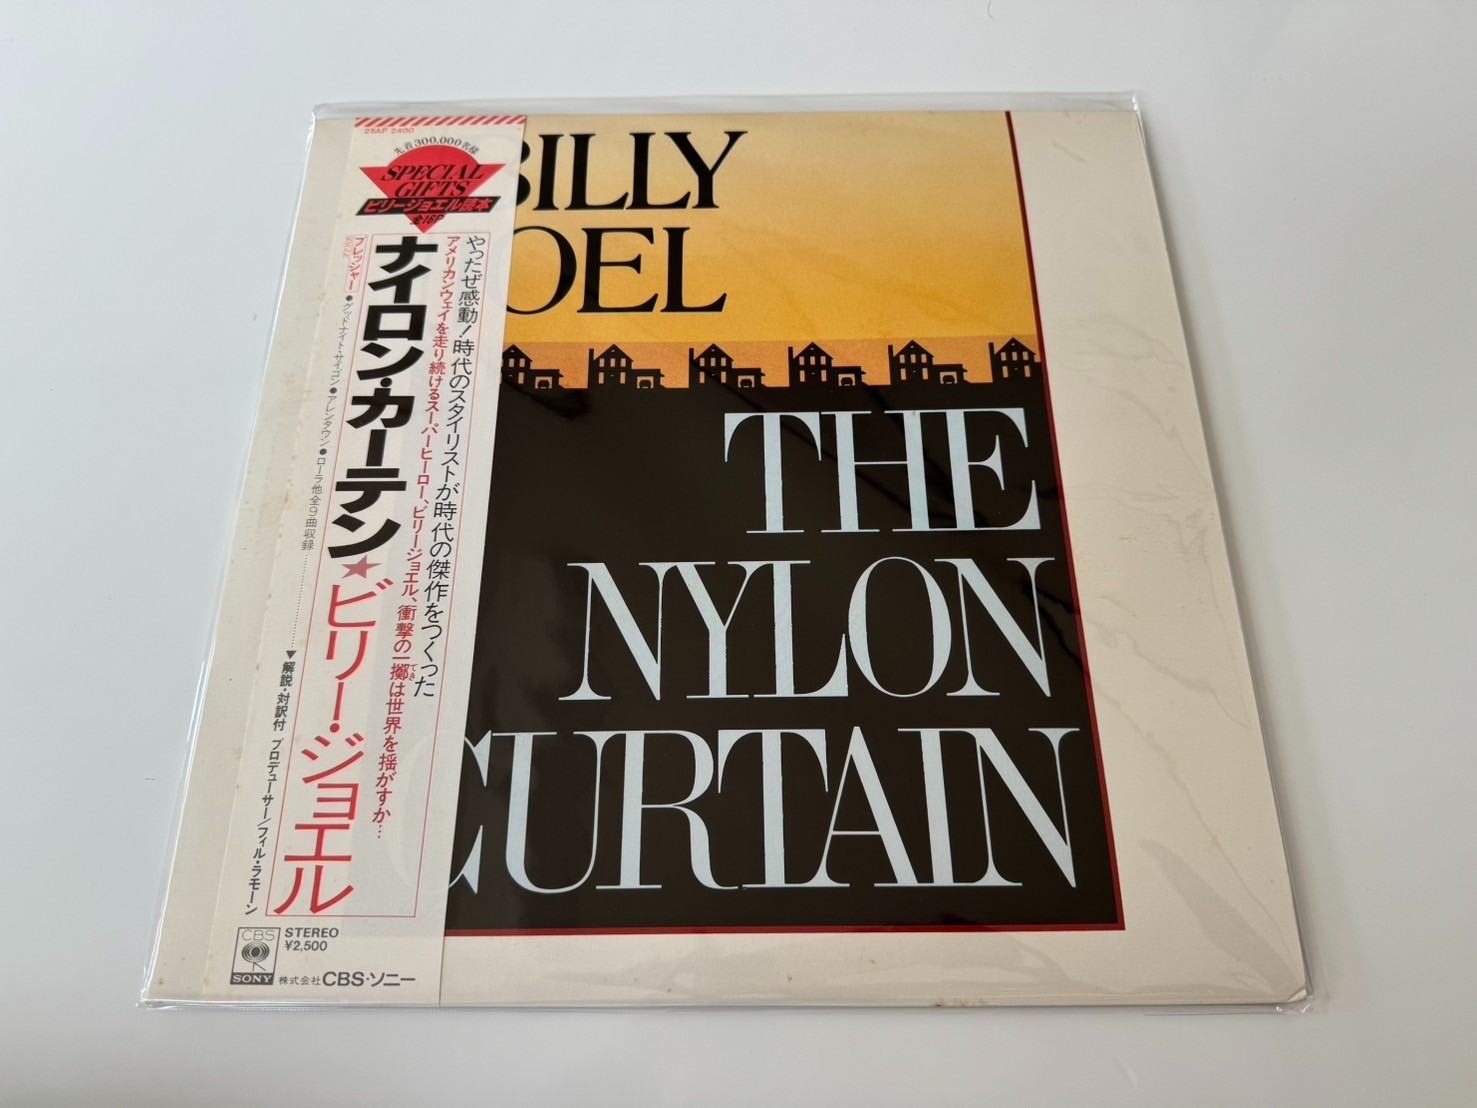 25AP 2400
先着300,000名様
SPECIAL
GIFTS
ビリージョエル読本
全16P
やったぜ感動!時代のスタイリストが時代の傑作をつくった
アメリカンウェイを走り続けるスーパーヒーロー、ビリージョエル、衝撃の一擲は世界を揺がすか…
てき
ナイロン・カーテン★ビリー・ジョエル
プレッシャー
●グッドナイト・サイゴン●アレンタウン●ローラ他全9曲収録
▼解説・対訳付 プロデューサー/フィル・ラモーン
CBS
SONY
STEREO
¥2,500
株式会社CBS・ソニー
BILLY
OEL
THE
NYLON
CURTAIN